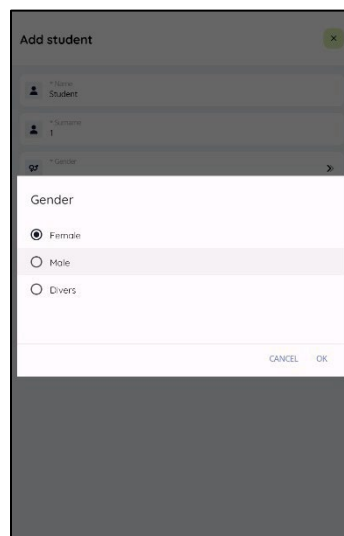 Add student
* Name
Student
* Surname
1
* Gender
Gender
Female
Male
Divers
CANCEL OK